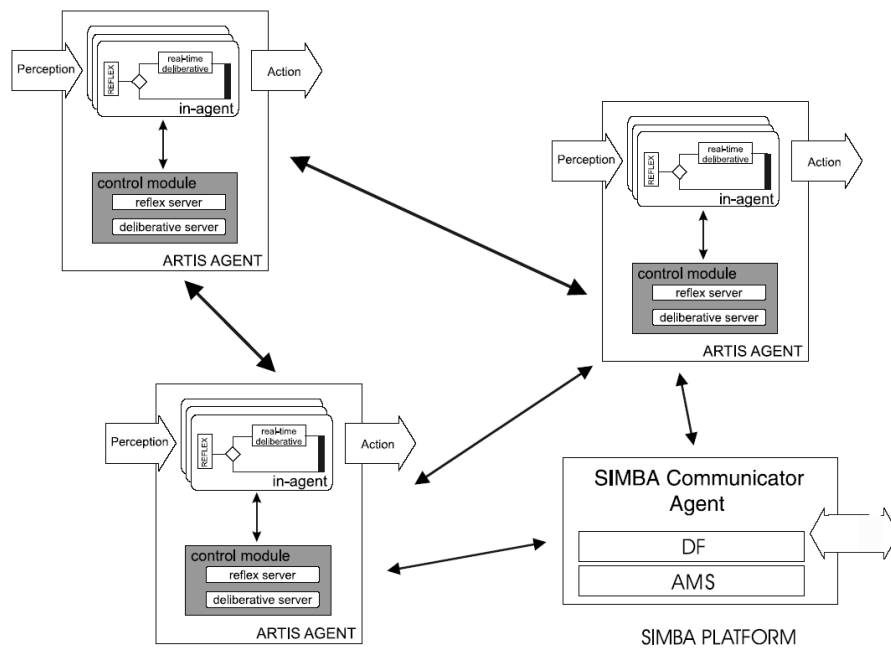 Perception
REFLEX
real-time
deliberative
in-agent
Action
control module
reflex server
deliberative server
ARTIS AGENT
Perception
REFLEX
real-time
deliberative
in-agent
Action
control module
reflex server
deliberative server
ARTIS AGENT
Perception
REFLEX
real-time
deliberative
in-agent
Action
control module
reflex server
deliberative server
ARTIS AGENT
SIMBA Communicator
Agent
DF
AMS
SIMBA PLATFORM